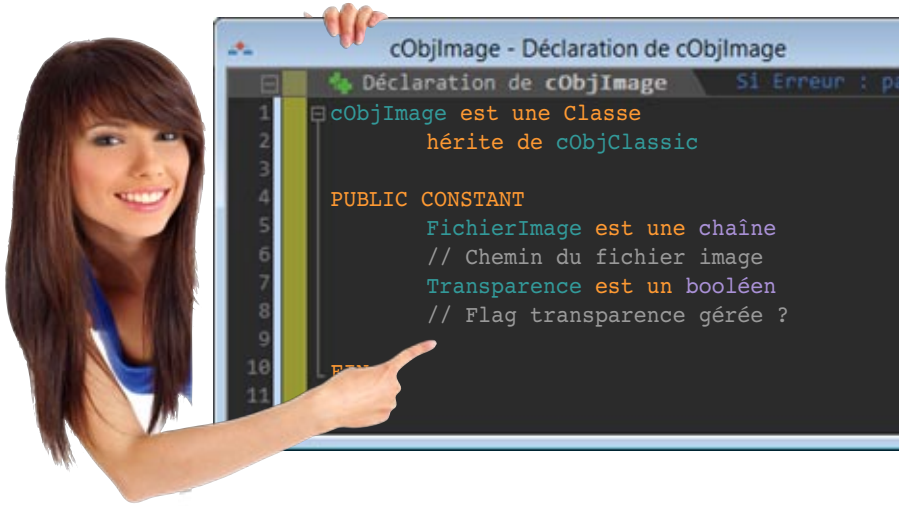 cObjImage - Déclaration de cObjImage
Déclaration de cObjImage Si Erreur :
1 cObjImage est une Classe
2 hérite de cObjClassic
3
4 PUBLIC CONSTANT
5 FichierImage est une chaîne
6 // Chemin du fichier image
7 Transparence est un booléen
8 // Flag transparence gérée ?
9
10
11